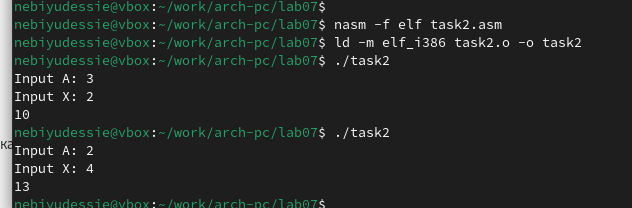 nebiyudessie@vbox:~/work/arch-pc/lab07$
nebiyudessie@vbox:~/work/arch-pc/lab07$ nasm -f elf task2.asm
nebiyudessie@vbox:~/work/arch-pc/lab07$ ld -m elf_i386 task2.o -o task2
nebiyudessie@vbox:~/work/arch-pc/lab07$ ./task2
Input A: 3
Input X: 2
10
nebiyudessie@vbox:~/work/arch-pc/lab07$ ./task2
Input A: 2
Input X: 4
13
nebiyudessie@vbox:~/work/arch-pc/lab07$